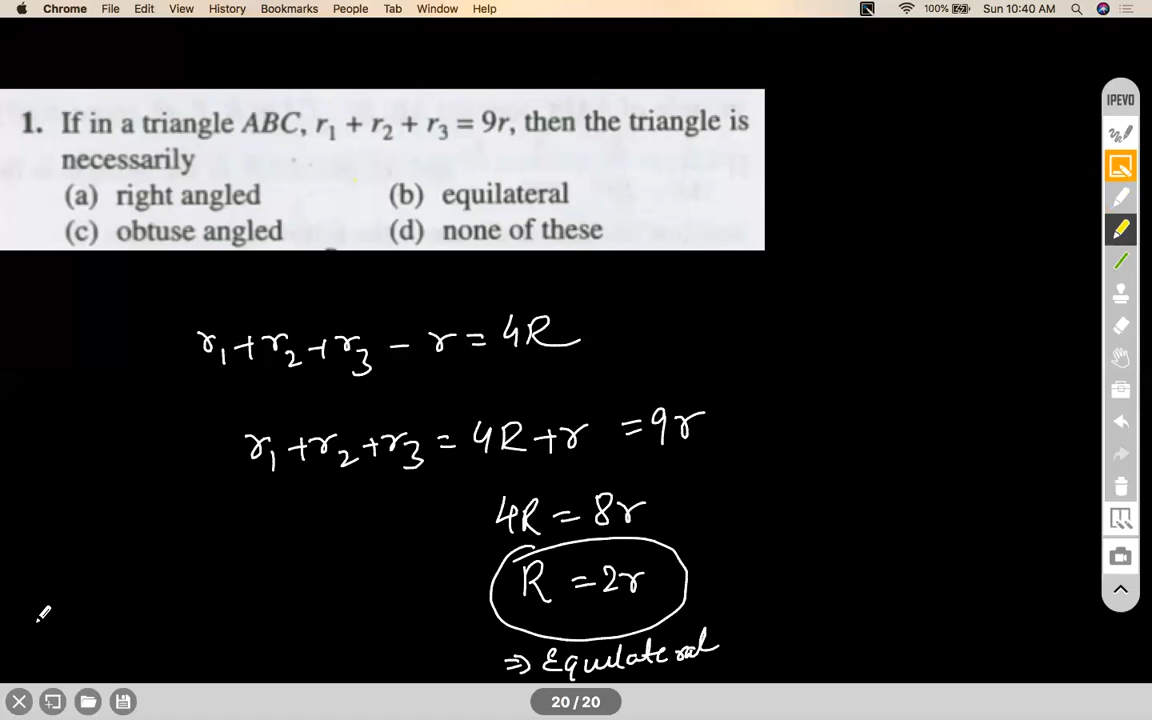 Chrome File Edit View History Bookmarks People Tab Window Help 100% Sun 10:40 AM
IPEVO
1. If in a triangle ABC, r₁ + r₂ + r₃ = 9r, then the triangle is
necessarily
(a) right angled (b) equilateral
(c) obtuse angled (d) none of these
r₁+r₂+r₃ - r = 4R
r₁+r₂+r₃ = 4R+r = 9r
4R = 8r
R = 2r
⇒ Equilateral
20 / 20